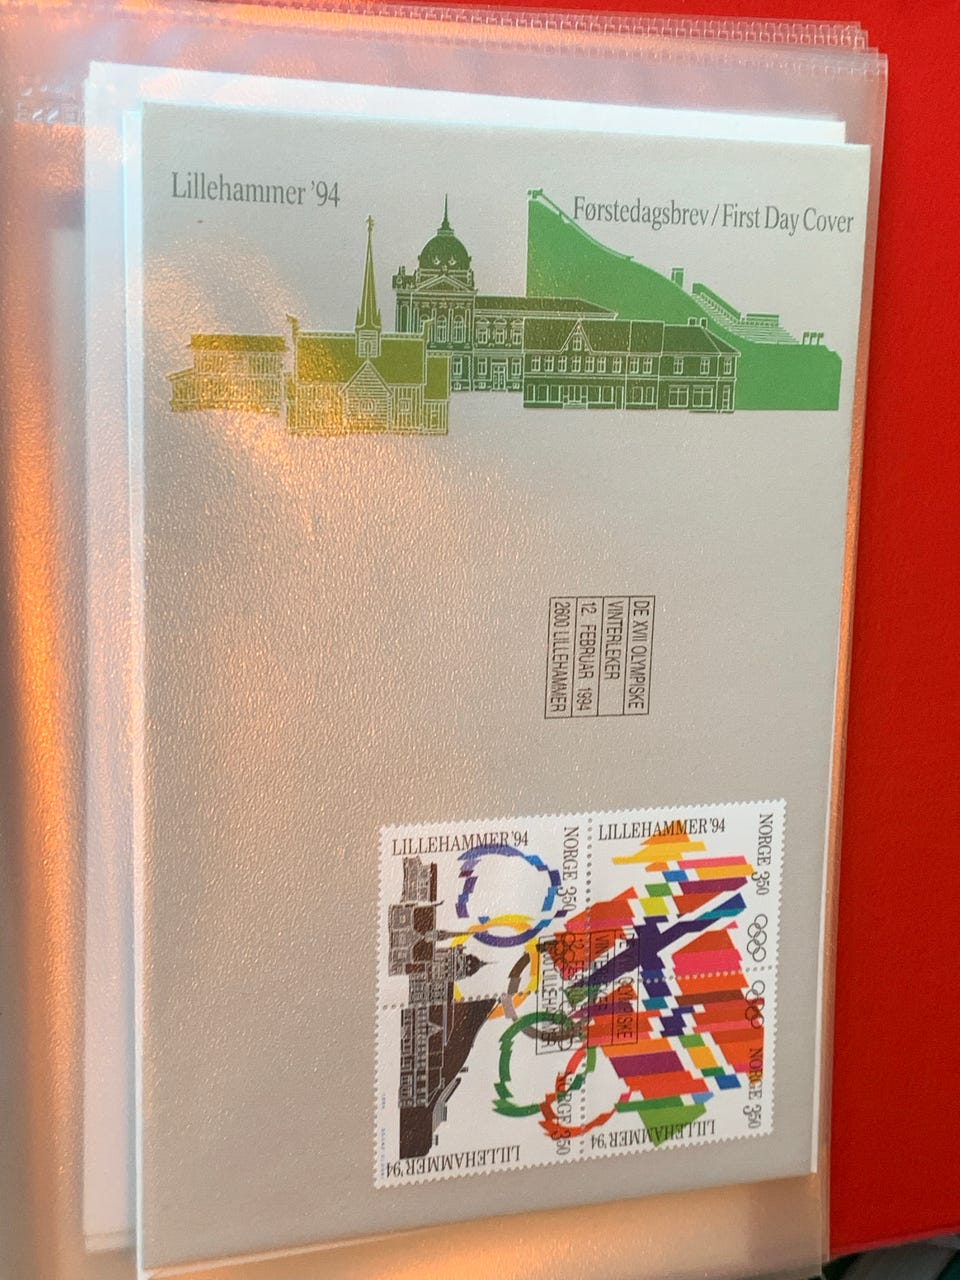 Lillehammer '94
Førstedagsbrev / First Day Cover
DE XVII OLYMPISKE
VINTERLEKER
12. FEBRUAR 1994
2600 LILLEHAMMER
LILLEHAMMER '94
NORGE 350
LILLEHAMMER '94
NORGE 350
LILLEHAMMER '94
NORGE 350
LILLEHAMMER '94
NORGE 350
1994